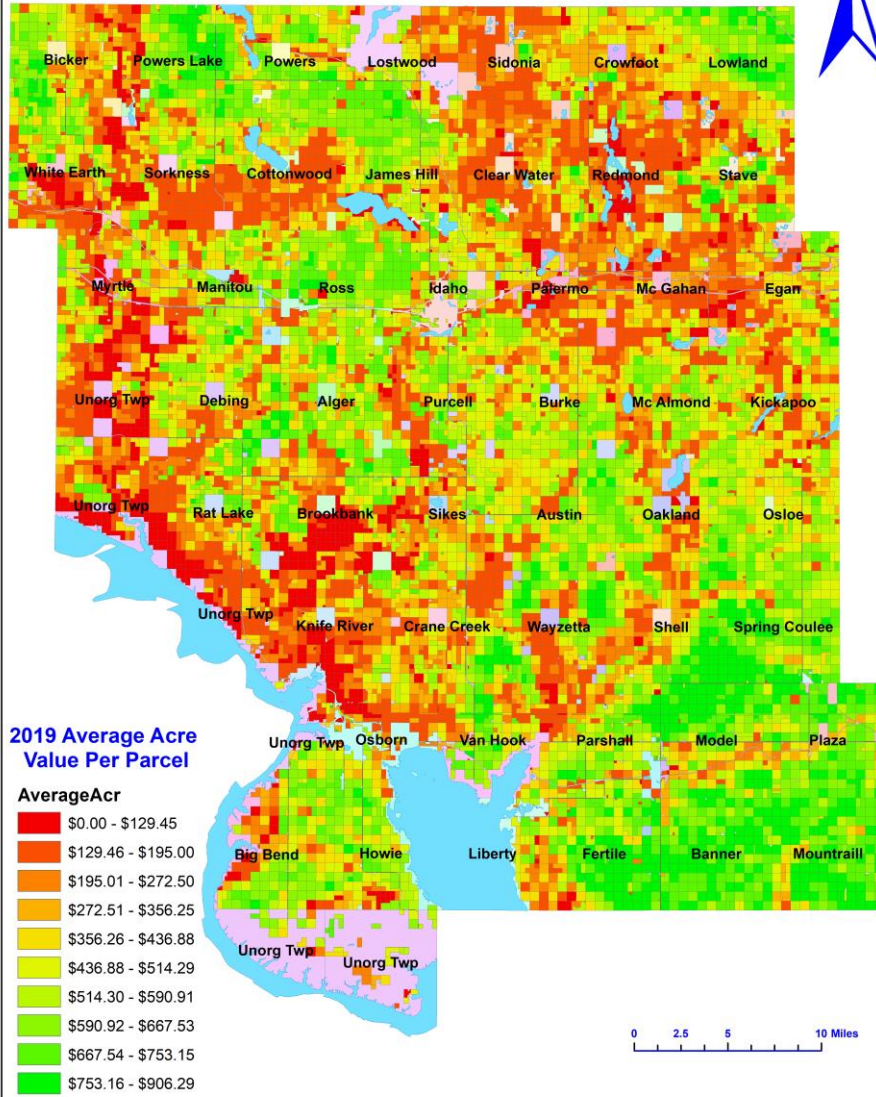 Bicker Powers Lake Powers Lostwood Sidonia Crowfoot Lowland
White Earth Sorkness Cottonwood James Hill Clear Water Redmond Stave
Myrtle Manitou Ross Idaho Palermo Mc Gahan Egan
Unorg Twp Debing Alger Purcell Burke Mc Almond Kickapoo
Unorg Twp Rat Lake Brookbank Sikes Austin Oakland Osloe
Unorg Twp Knife River Crane Creek Wayzetta Shell Spring Coulee
Unorg Twp Osborn Van Hook Parshall Model Plaza
Big Bend Howie Liberty Fertile Banner Mountraill
Unorg Twp Unorg Twp
2019 Average Acre
Value Per Parcel
AverageAcr
$0.00 - $129.45
$129.46 - $195.00
$195.01 - $272.50
$272.51 - $356.25
$356.26 - $436.88
$436.88 - $514.29
$514.30 - $590.91
$590.92 - $667.53
$667.54 - $753.15
$753.16 - $906.29
0 2.5 5 10 Miles